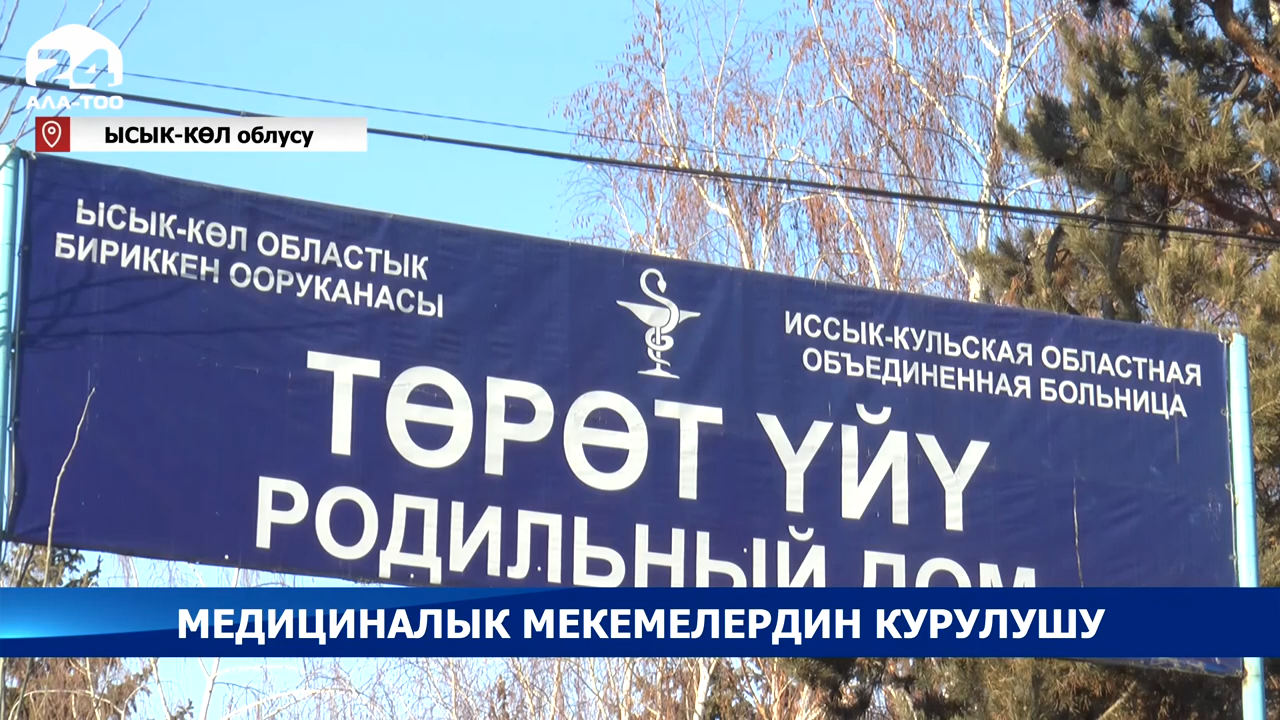 24
АЛА-ТОО
ЫСЫК-КӨЛ облусу
ЫСЫК-КӨЛ ОБЛАСТЫК
БИРИККЕН ООРУКАНАСЫ
ИССЫК-КУЛЬСКАЯ ОБЛАСТНАЯ
ОБЪЕДИНЕННАЯ БОЛЬНИЦА
ТӨРӨТ ҮЙҮ
РОДИЛЬНЫЙ ДОМ
МЕДИЦИНАЛЫК МЕКЕМЕЛЕРДИН КУРУЛУШУ